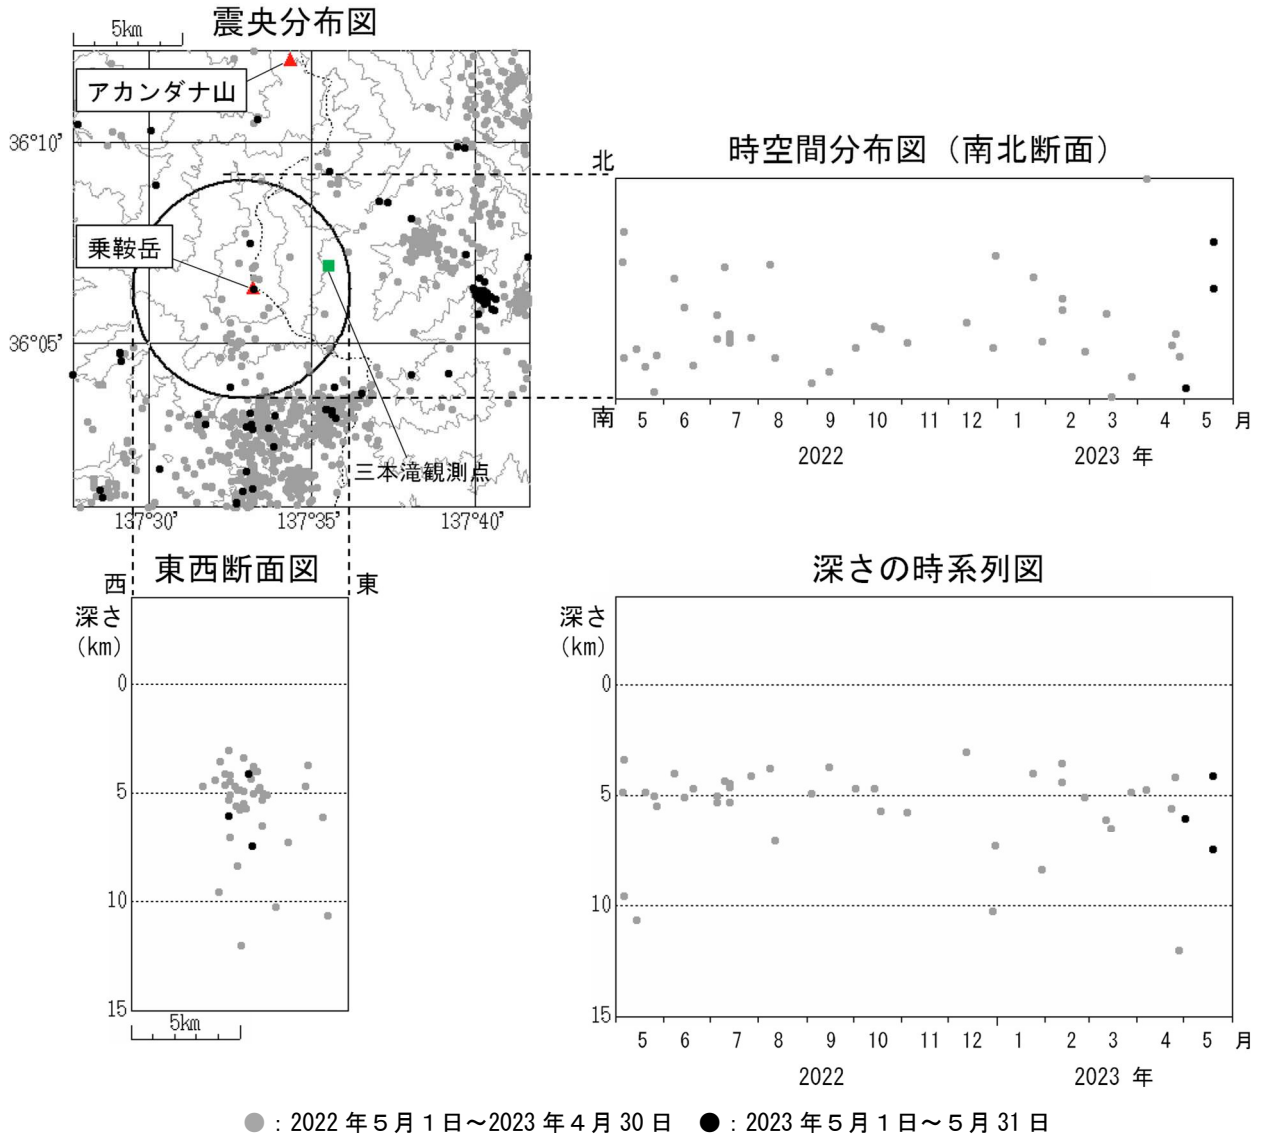 震央分布図
5km
アカンダナ山
36°10′
乗鞍岳
36°05′
三本滝観測点
137°30′ 137°35′ 137°40′
時空間分布図（南北断面）
北
南
5 6 7 8 9 10 11 12 1 2 3 4 5 月
2022 2023 年
東西断面図
西 東
深さ
(km)
0
5
10
15
5km
深さの時系列図
深さ
(km)
0
5
10
15
5 6 7 8 9 10 11 12 1 2 3 4 5 月
2022 2023 年
●：2022 年５月１日～2023 年４月 30 日 ●：2023 年５月１日～５月 31 日